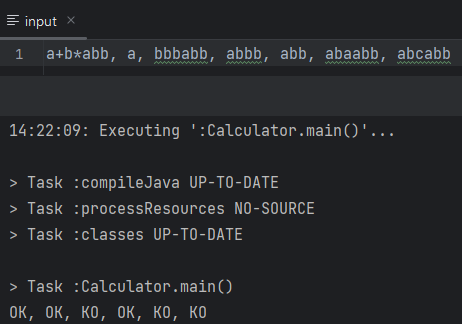 input
1 a+b*abb, a, bbbabb, abbb, abb, abaabb, abcabb
14:22:09: Executing ':Calculator.main()'...
> Task :compileJava UP-TO-DATE
> Task :processResources NO-SOURCE
> Task :classes UP-TO-DATE
> Task :Calculator.main()
OK, OK, KO, OK, KO, KO